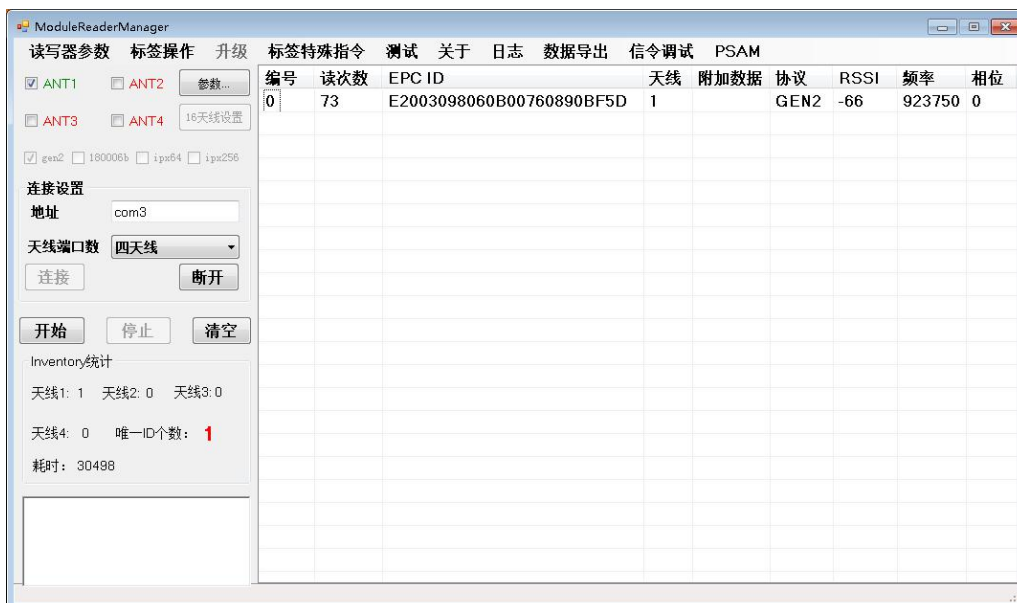 ModuleReaderManager
读写器参数 标签操作 升级 标签特殊指令 测试 关于 日志 数据导出 信令调试 PSAM
ANT1 ANT2 参数...
ANT3 ANT4 16天线设置
gen2 180006b ipx64 ipx256
连接设置
地址 com3
天线端口数 四天线
连接 断开
开始 停止 清空
Inventory统计
天线1: 1 天线2: 0 天线3:0
天线4: 0 唯一ID个数: 1
耗时: 30498
编号 读次数 EPC ID 天线 附加数据 协议 RSSI 频率 相位
0 73 E2003098060B00760890BF5D 1 GEN2 -66 923750 0